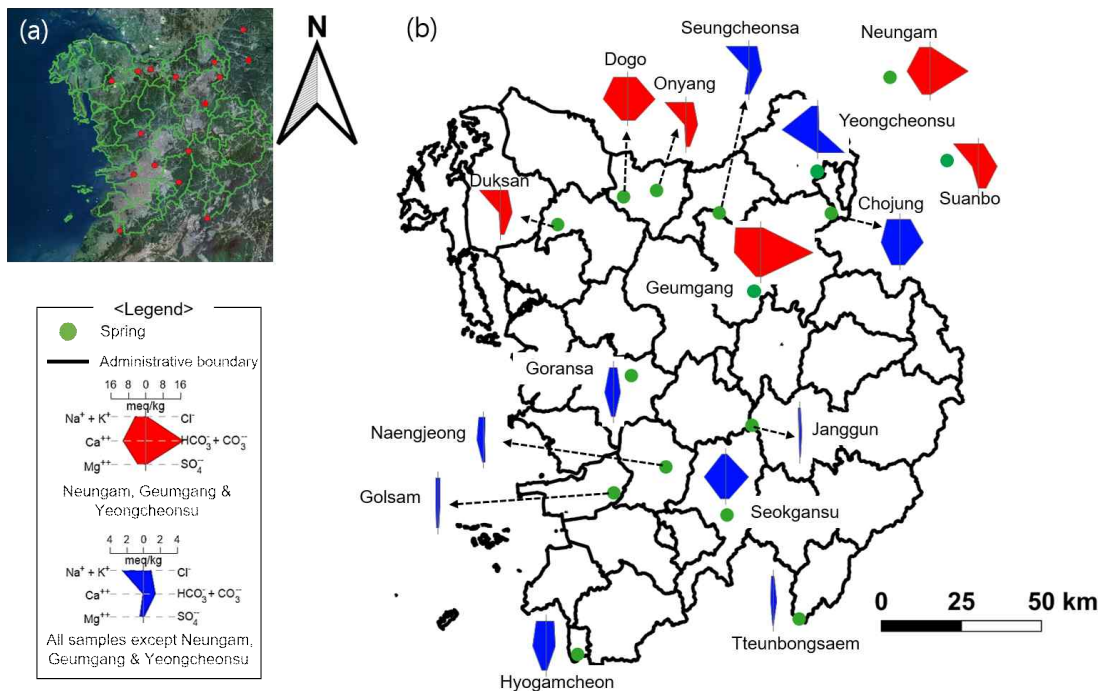 (a)
N
(b)
Seungcheonsa
Neungam
Dogo
Onyang
Yeongcheonsu
Duksan
Suanbo
Chojung
Geumgang
Goransa
Naengjeong
Janggun
Golsam
Seokgansu
Tteunbongsaem
Hyogamcheon
0 25 50 km
<Legend>
Spring
Administrative boundary
16 8 0 8 16
meq/kg
Na⁺ + K⁺ Cl⁻
Ca⁺⁺ HCO₃⁻ + CO₃⁻
Mg⁺⁺ SO₄⁻⁻
Neungam, Geumgang &
Yeongcheonsu
4 2 0 2 4
meq/kg
Na⁺ + K⁺ Cl⁻
Ca⁺⁺ HCO₃⁻ + CO₃⁻
Mg⁺⁺ SO₄⁻⁻
All samples except Neungam,
Geumgang & Yeongcheonsu